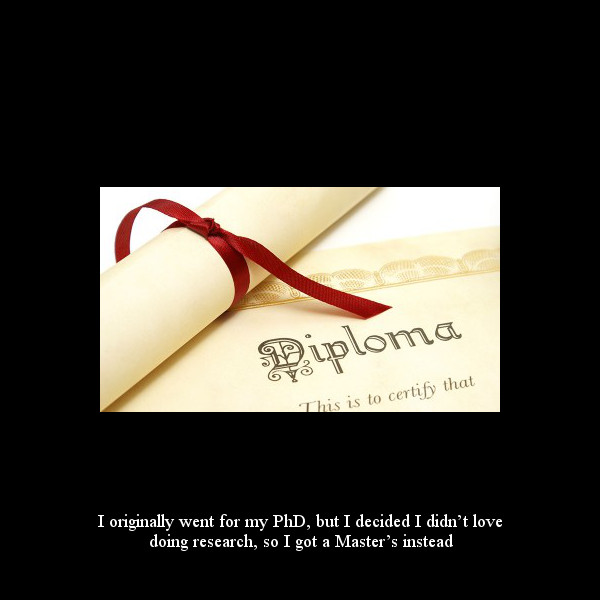 Diploma
This is to certify that
I originally went for my PhD, but I decided I didn’t love
doing research, so I got a Master’s instead